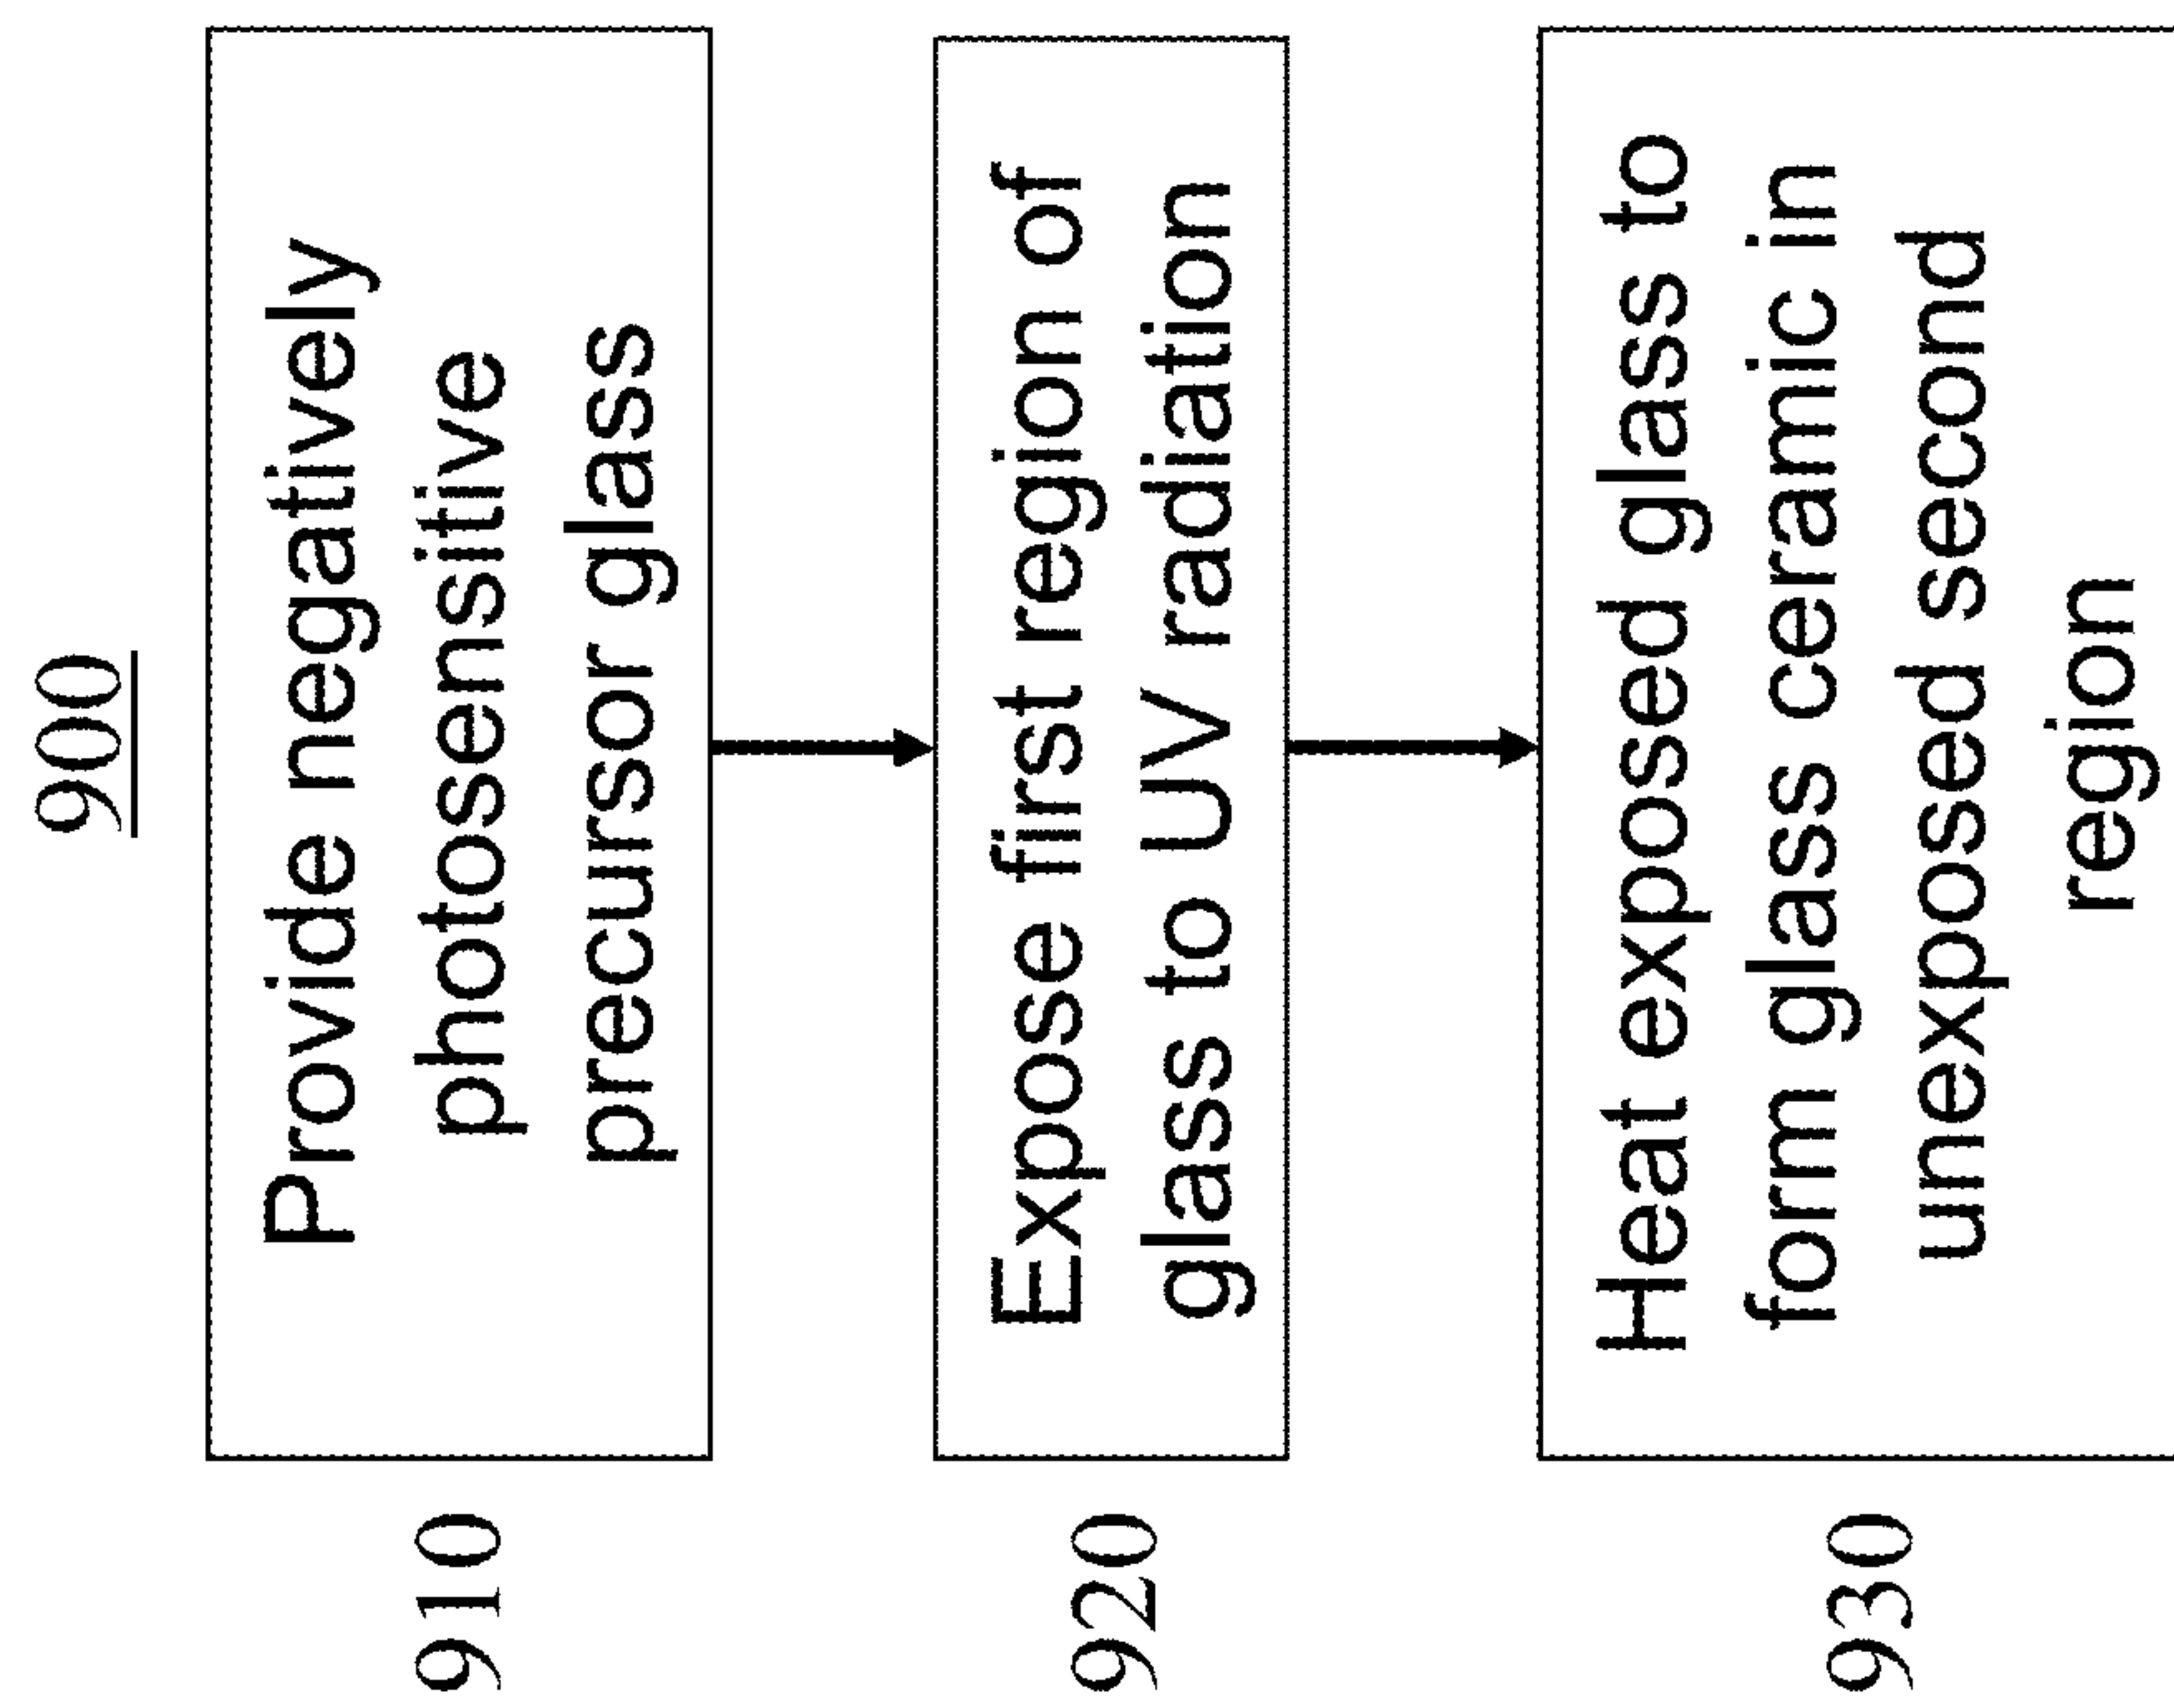 900
910
Provide negatively
photosensitive
precursor glass
920
Expose first region of
glass to UV radiation
930
Heat exposed glass to
form glass ceramic in
unexposed second
region